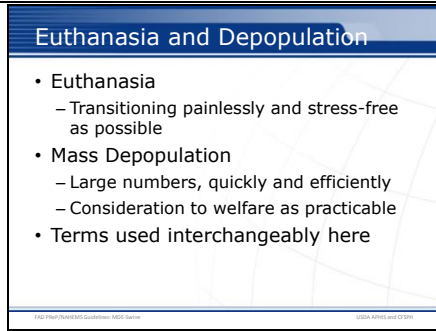 Euthanasia and Depopulation
• Euthanasia
– Transitioning painlessly and stress-free
as possible
• Mass Depopulation
– Large numbers, quickly and efficiently
– Consideration to welfare as practicable
• Terms used interchangeably here
FAD PReP/NAHEMS Guidelines: MDE-Swine
USDA APHIS and CFSPH